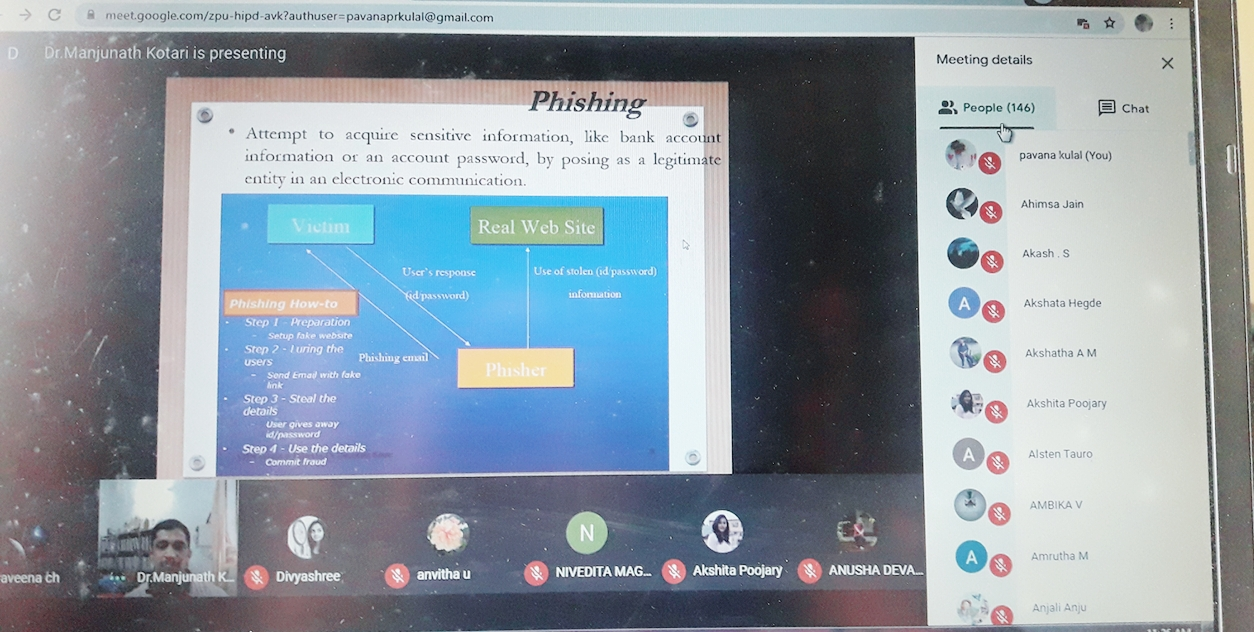 meet.google.com/zpu-hipd-avk?authuser=pavanaprkulal@gmail.com
D Dr.Manjunath Kotari is presenting
Phishing
• Attempt to acquire sensitive information, like bank account
information or an account password, by posing as a legitimate
entity in an electronic communication.
Victim
Real Web Site
User's response
(id/password)
Use of stolen (id/password)
information
Phishing email
Phisher
Phishing How-to
- Step 1 - Preparation
- Setup fake website
- Step 2 - Luring the
users
- Send Email with fake
link
- Step 3 - Steal the
details
User gives away
id/password
- Step 4 - Use the details
- Commit fraud
aveena ch
Dr.Manjunath K...
Divyashree
anvitha u
N
NIVEDITA MAG...
Akshita Poojary
ANUSHA DEVA...
Meeting details
People (146)
Chat
pavana kulal (You)
Ahimsa Jain
Akash . S
A Akshata Hegde
Akshatha A M
Akshita Poojary
A Alsten Tauro
AMBIKA V
A Amrutha M
Anjali Anju